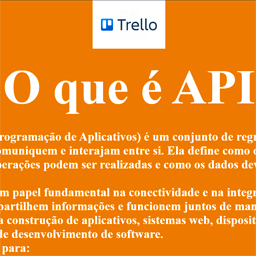 Trello
O que é API
rogramação de Aplicativos) é um conjunto de regr
omuniquem e interajam entre si. Ela define como o
perações podem ser realizadas e como os dados dev
m papel fundamental na conectividade e na integr
partilhem informações e funcionem juntos de man
a construção de aplicativos, sistemas web, disposit
de desenvolvimento de software.
para: